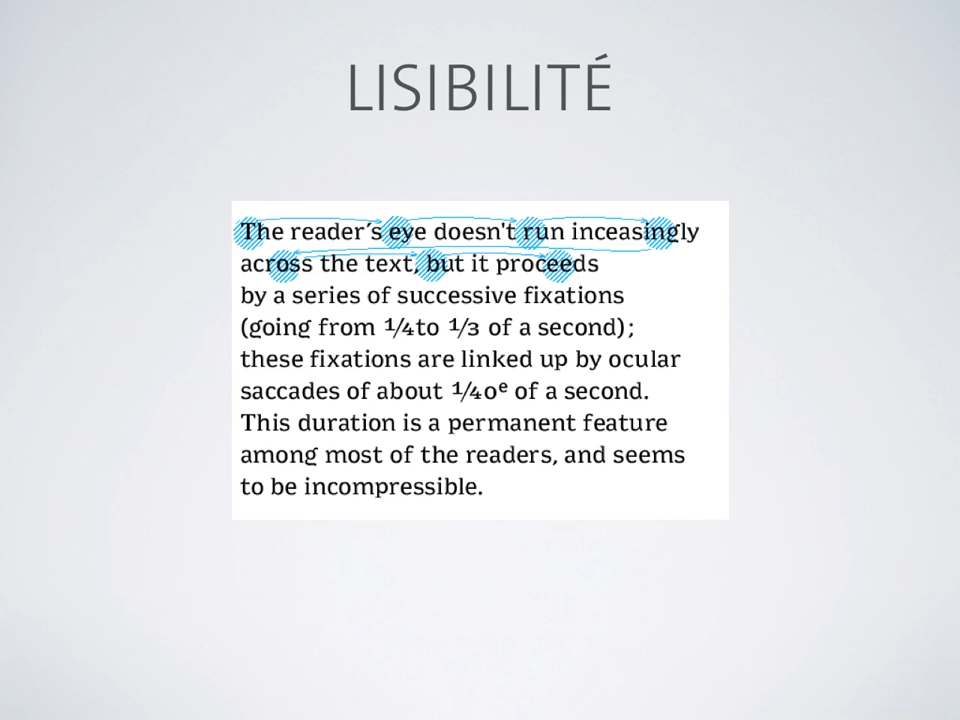 LISIBILITÉ
The reader´s eye doesn't run inceasingly
across the text, but it proceeds
by a series of successive fixations
(going from ¼to ⅓ of a second);
these fixations are linked up by ocular
saccades of about 1⁄40ᵉ of a second.
This duration is a permanent feature
among most of the readers, and seems
to be incompressible.